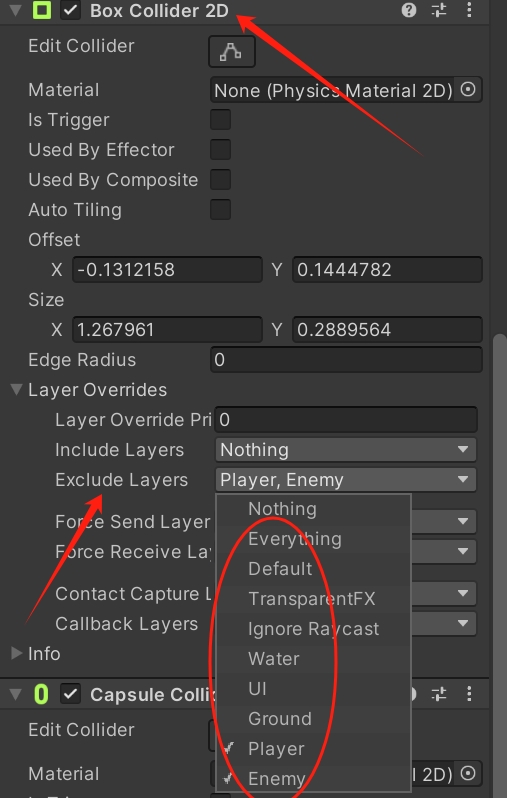 Box Collider 2D
Edit Collider
Material None (Physics Material 2D)
Is Trigger
Used By Effector
Used By Composite
Auto Tiling
Offset
X -0.1312158 Y 0.1444782
Size
X 1.267961 Y 0.2889564
Edge Radius 0
Layer Overrides
Layer Override Pri 0
Include Layers Nothing
Exclude Layers Player, Enemy
Nothing
Force Send Layer
Everything
Force Receive La
Default
TransparentFX
Contact Capture L
Ignore Raycast
Callback Layers
Water
Info
UI
Capsule Colli
Ground
Edit Collider
Player
Material l 2D)
Enemy